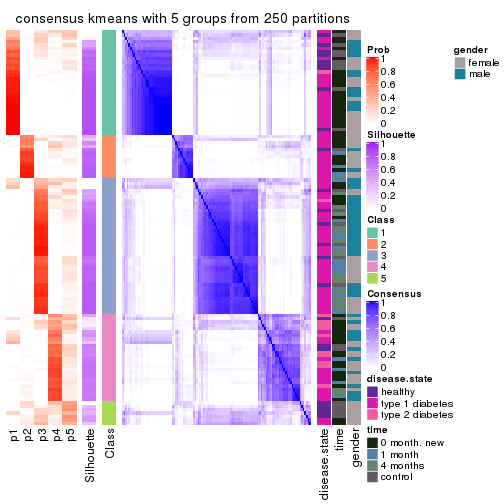 consensus kmeans with 5 groups from 250 partitions
Prob
1
0.8
0.6
0.4
0.2
0
gender
female
male
Silhouette
1
0.8
0.6
0.4
0.2
0
Class
1
2
3
4
5
Consensus
1
0.8
0.6
0.4
0.2
0
disease.state
healthy
type 1 diabetes
type 2 diabetes
time
0 month, new
1 month
4 months
control
p1
p2
p3
p4
p5
Silhouette
Class
disease.state
time
gender